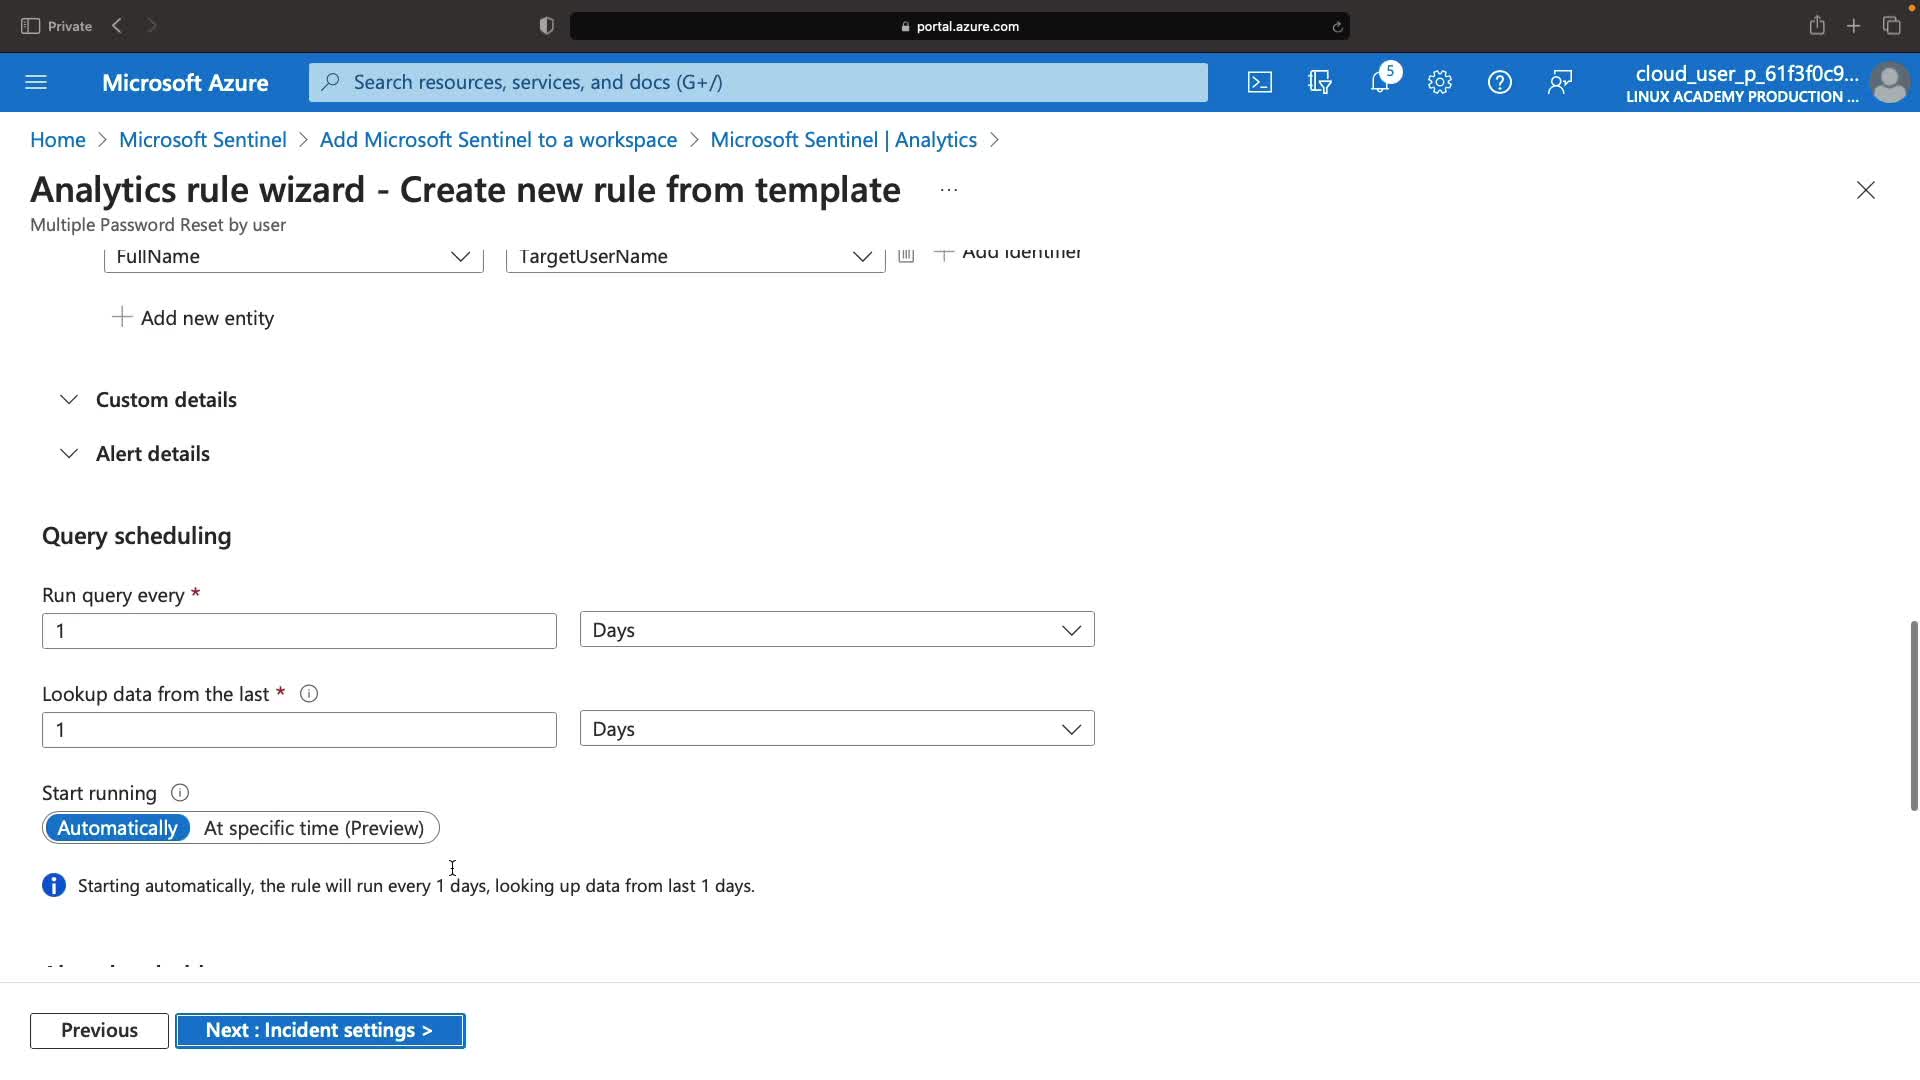 Private
portal.azure.com
Microsoft Azure
Search resources, services, and docs (G+/)
5
cloud_user_p_61f3f0c9...
LINUX ACADEMY PRODUCTION ...
Home > Microsoft Sentinel > Add Microsoft Sentinel to a workspace > Microsoft Sentinel | Analytics >
Analytics rule wizard - Create new rule from template ...
Multiple Password Reset by user
FullName
TargetUserName
Add identifier
Add new entity
Custom details
Alert details
Query scheduling
Run query every *
1
Days
Lookup data from the last *
1
Days
Start running
Automatically
At specific time (Preview)
Starting automatically, the rule will run every 1 days, looking up data from last 1 days.
Previous
Next : Incident settings >